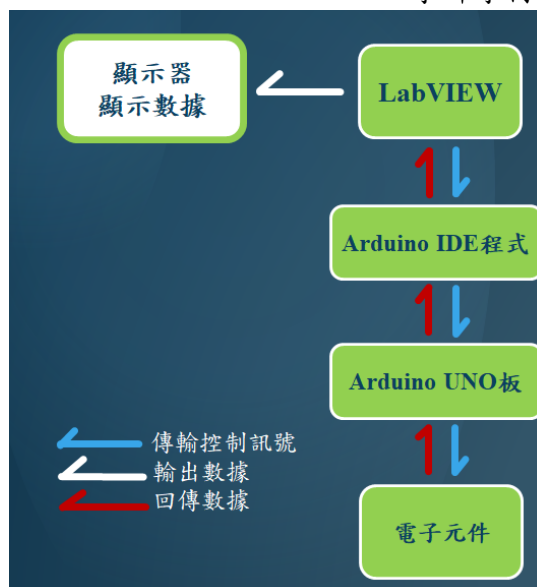 顯示器
顯示數據
LabVIEW
Arduino IDE程式
Arduino UNO板
傳輸控制訊號
輸出數據
回傳數據
電子元件